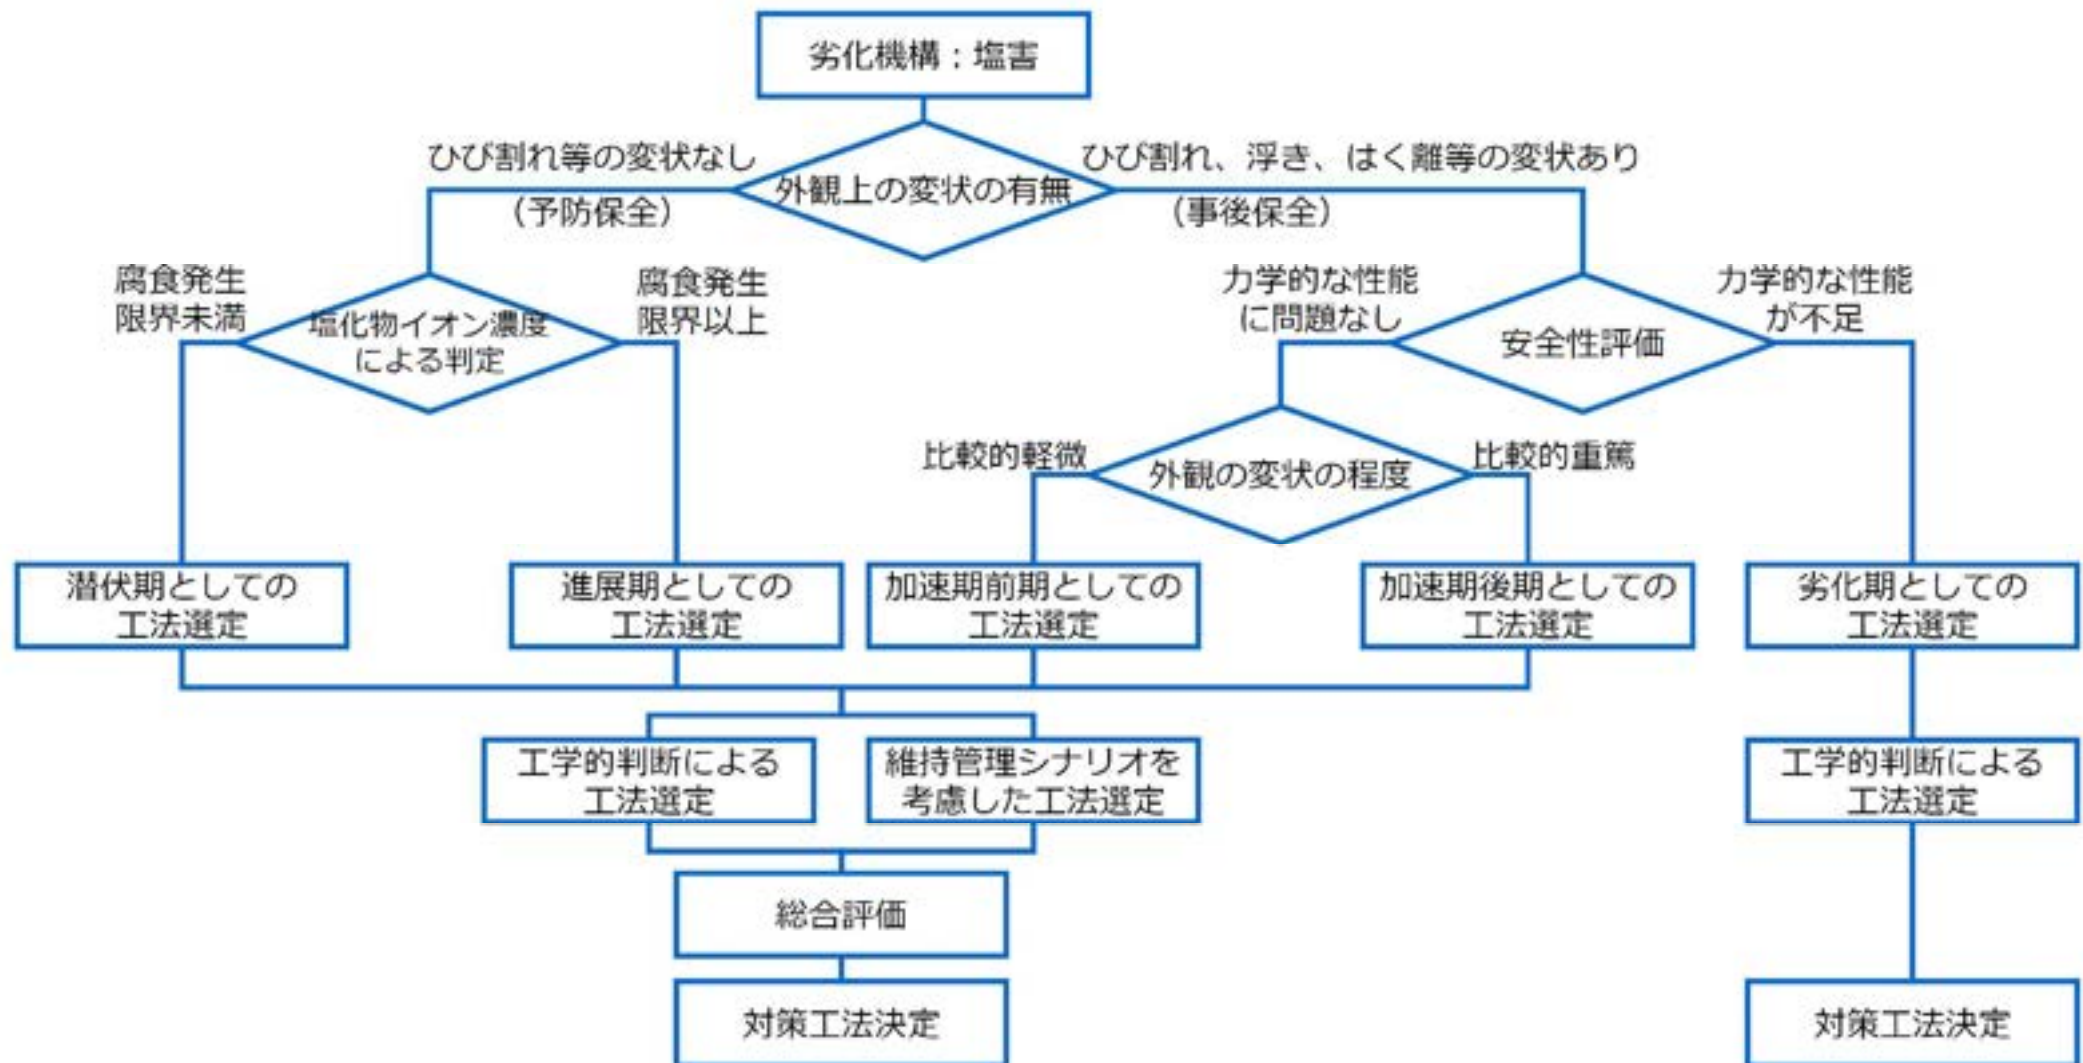 劣化機構：塩害
ひび割れ等の変状なし
（予防保全）
外観上の変状の有無
ひび割れ、浮き、はく離等の変状あり
（事後保全）
腐食発生
限界未満
塩化物イオン濃度
による判定
腐食発生
限界以上
力学的な性能
に問題なし
安全性評価
力学的な性能
が不足
比較的軽微
外観の変状の程度
比較的重篤
潜伏期としての
工法選定
進展期としての
工法選定
加速期前期としての
工法選定
加速期後期としての
工法選定
劣化期としての
工法選定
工学的判断による
工法選定
維持管理シナリオを
考慮した工法選定
工学的判断による
工法選定
総合評価
対策工法決定
対策工法決定